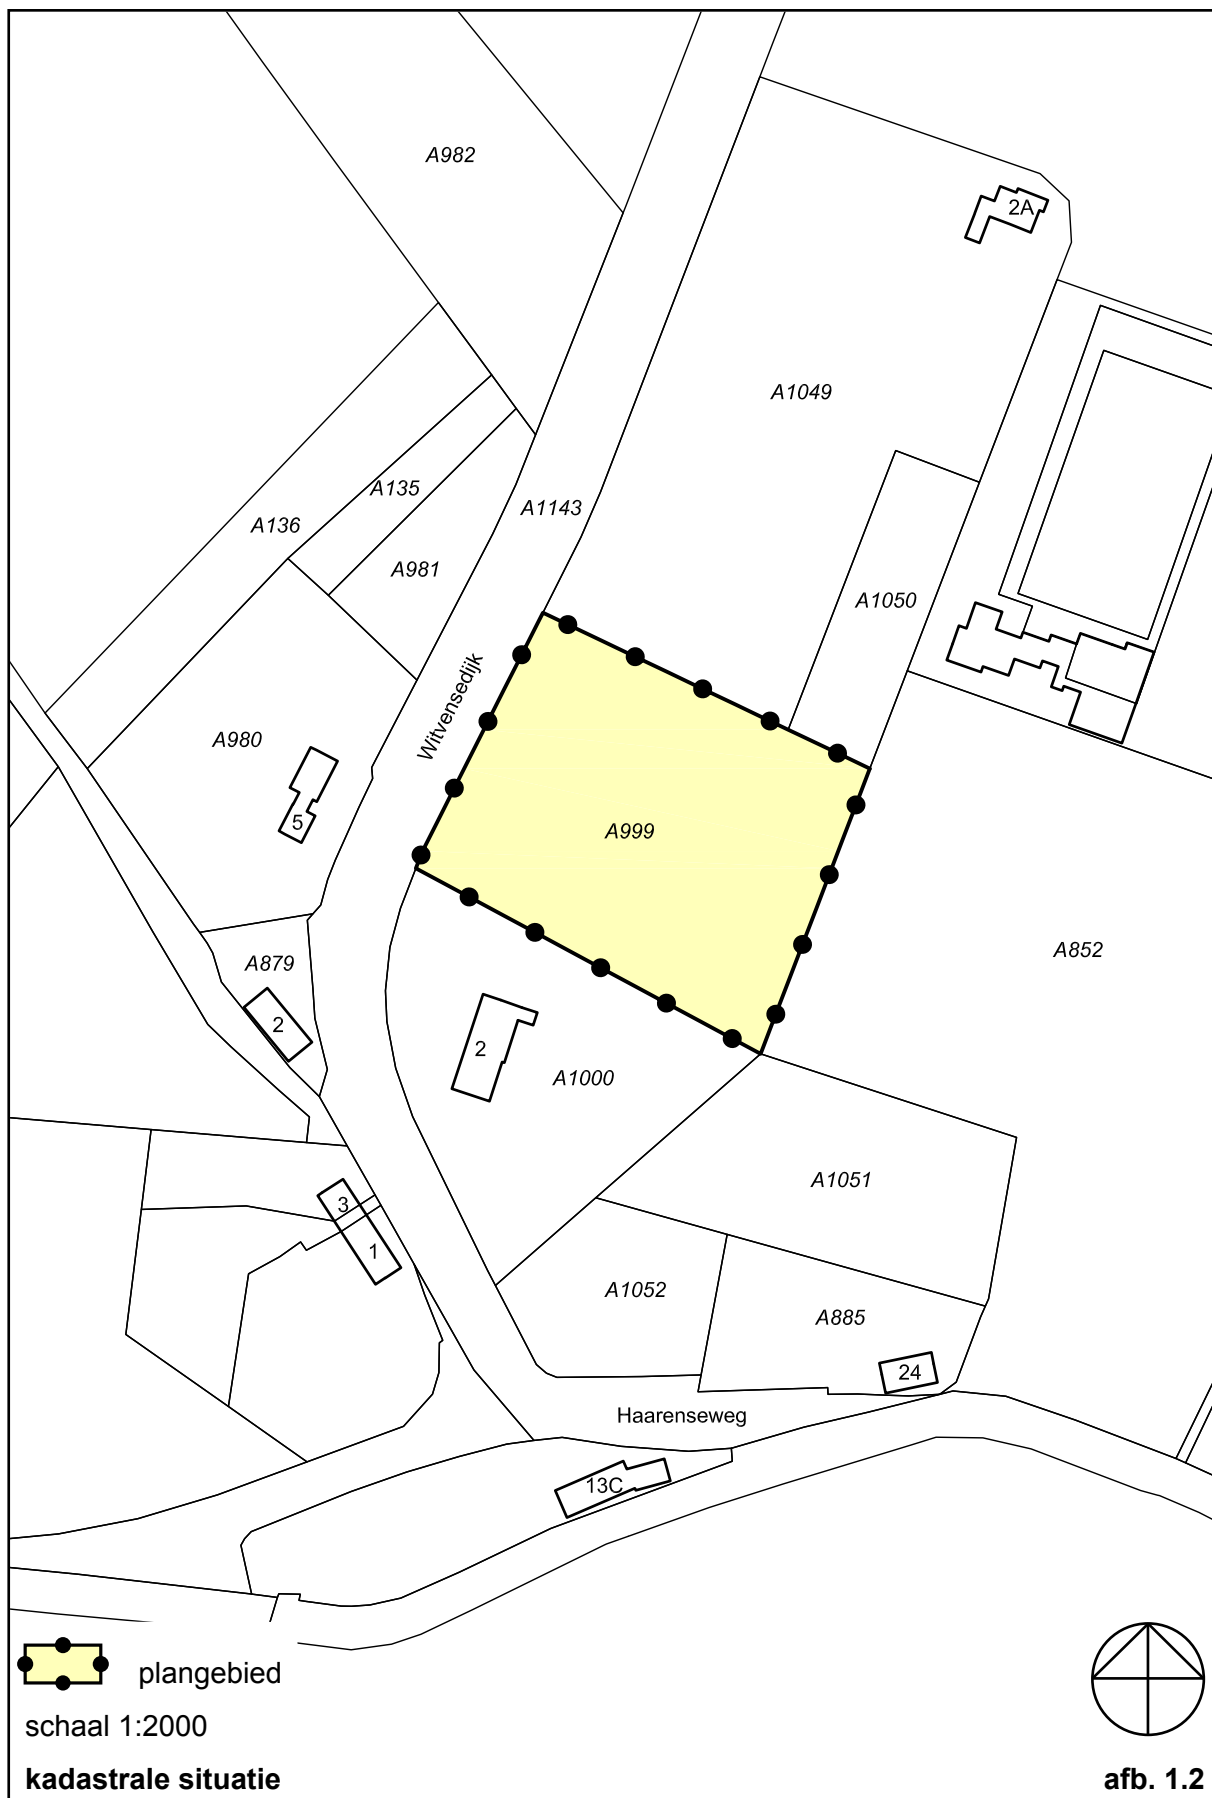 A982
2A
A1049
A135
A1143
A136
A981
A1050
Witvensedijk
A980
5
A999
A852
A879
2
2
A1000
A1051
3
1
A1052
A885
24
Haarenseweg
13C
plangebied
schaal 1:2000
kadastrale situatie
afb. 1.2